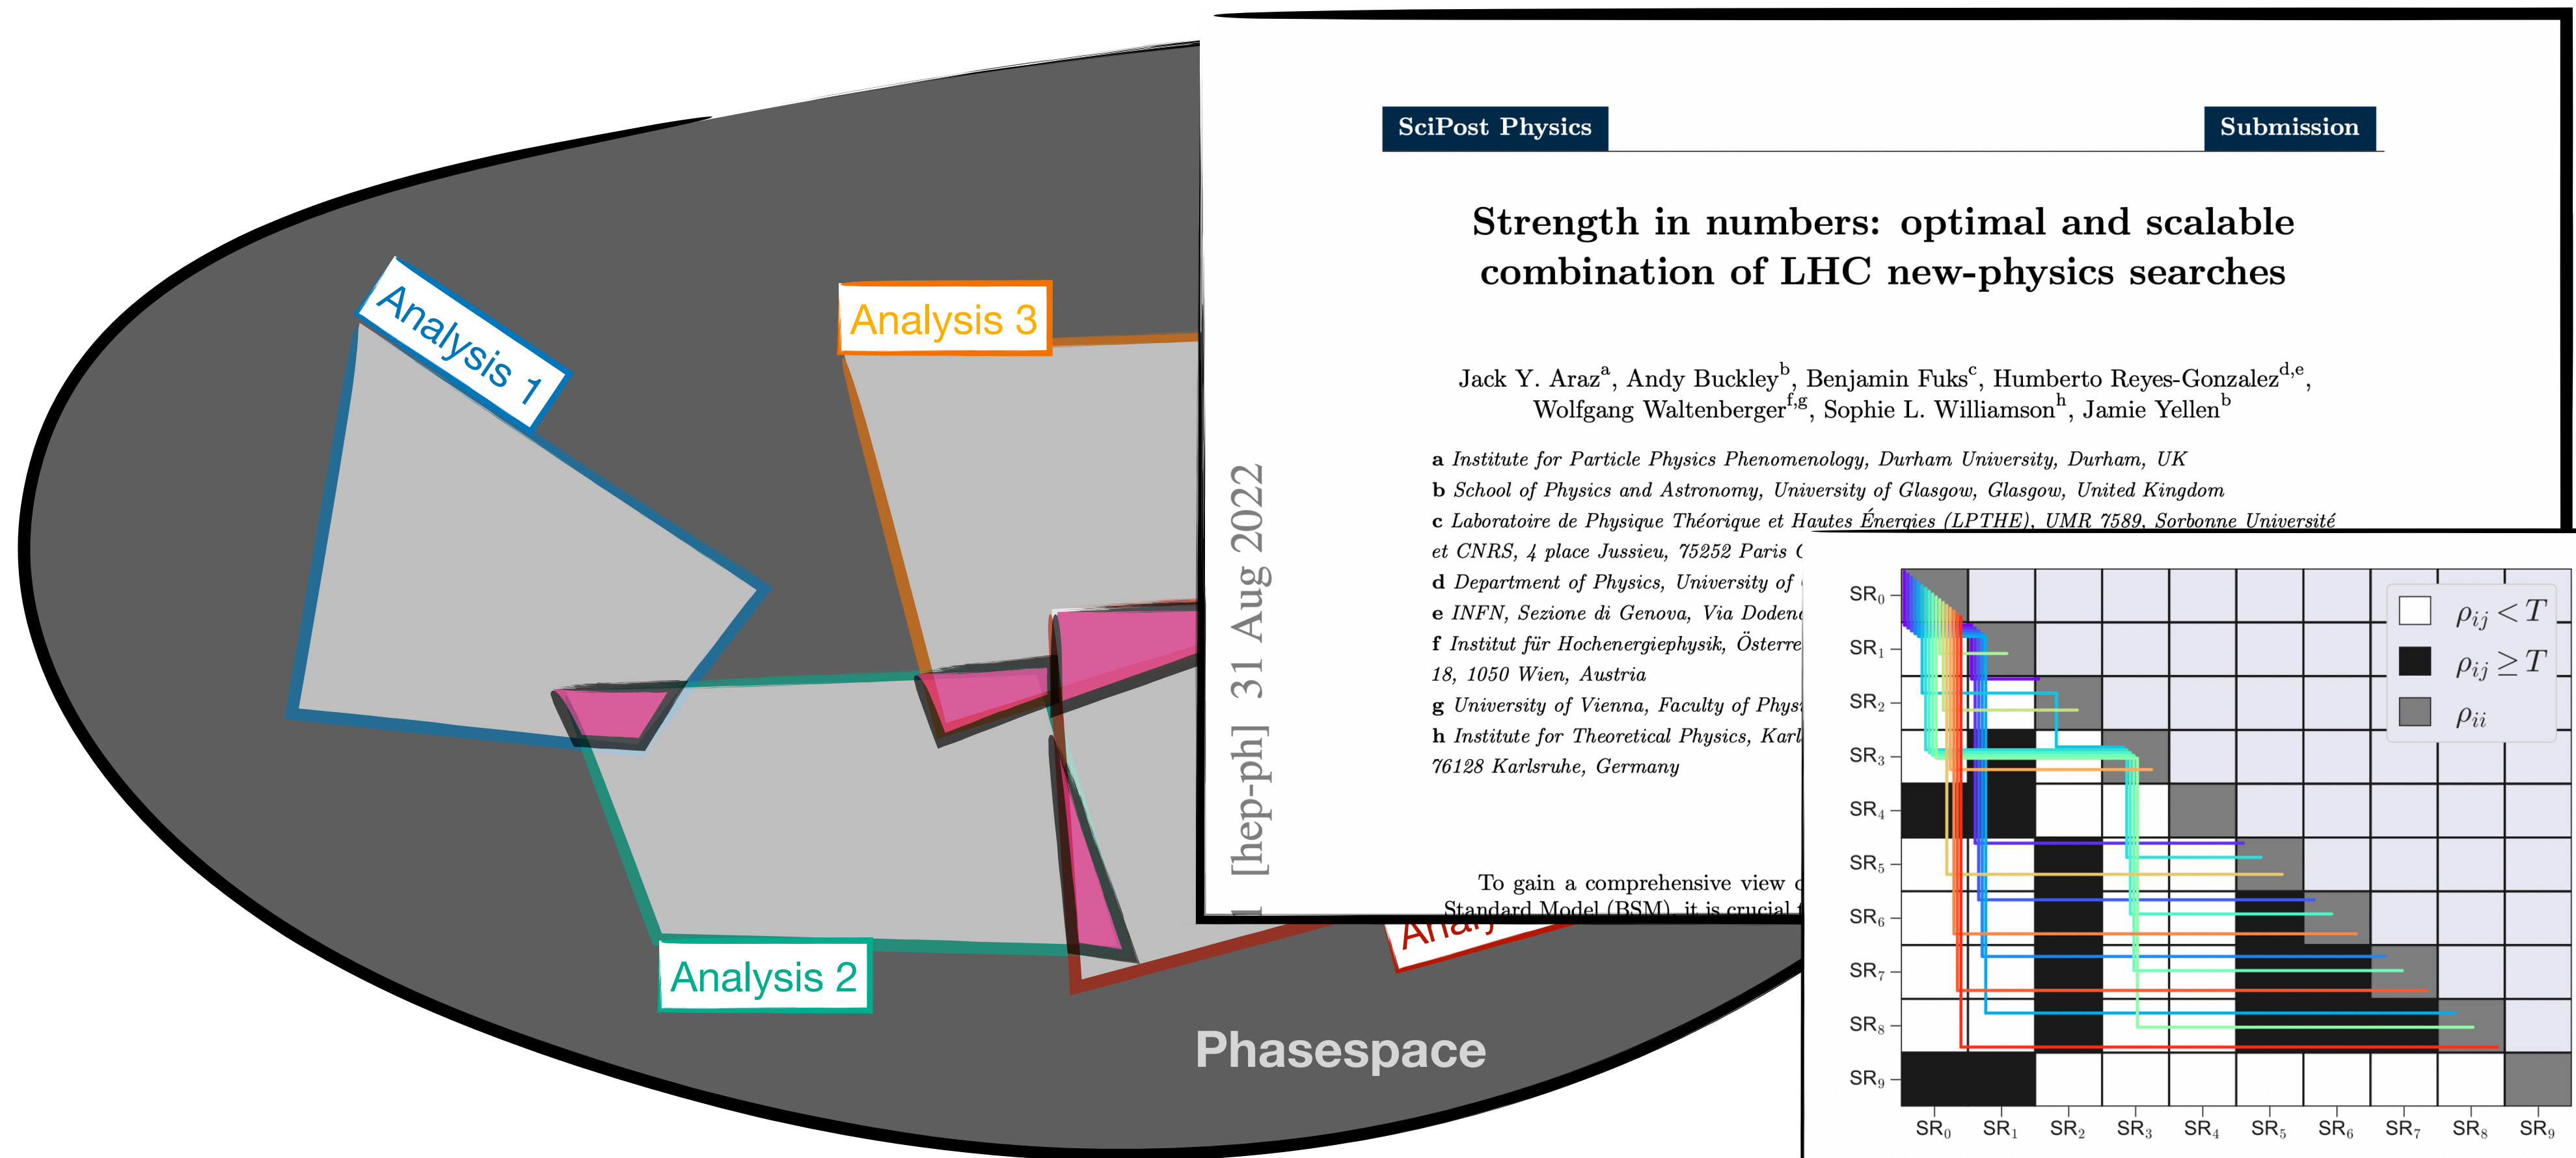 Analysis 1
Analysis 3
Analysis 2
Phasespace
SciPost Physics
Submission
Strength in numbers: optimal and scalable
combination of LHC new-physics searches
Jack Y. Araz^a, Andy Buckley^b, Benjamin Fuks^c, Humberto Reyes-Gonzalez^d,e,
Wolfgang Waltenberger^f,g, Sophie L. Williamson^h, Jamie Yellen^b
a Institute for Particle Physics Phenomenology, Durham University, Durham, UK
b School of Physics and Astronomy, University of Glasgow, Glasgow, United Kingdom
c Laboratoire de Physique Théorique et Hautes Énergies (LPTHE), UMR 7589, Sorbonne Université
et CNRS, 4 place Jussieu, 75252 Paris
d Department of Physics, University of
e INFN, Sezione di Genova, Via
f Institut für Hochenergiephysik,
18, 1050 Wien, Austria
g University of Vienna, Faculty of
h Institute for Theoretical Physics,
76128 Karlsruhe, Germany
To gain a comprehensive view
Standard Model (BSM), it is crucial
[hep-ph] 31 Aug 2022
ρij < T
ρij ≥ T
ρii
SR0
SR1
SR2
SR3
SR4
SR5
SR6
SR7
SR8
SR9
SR0 SR1 SR2 SR3 SR4 SR5 SR6 SR7 SR8 SR9